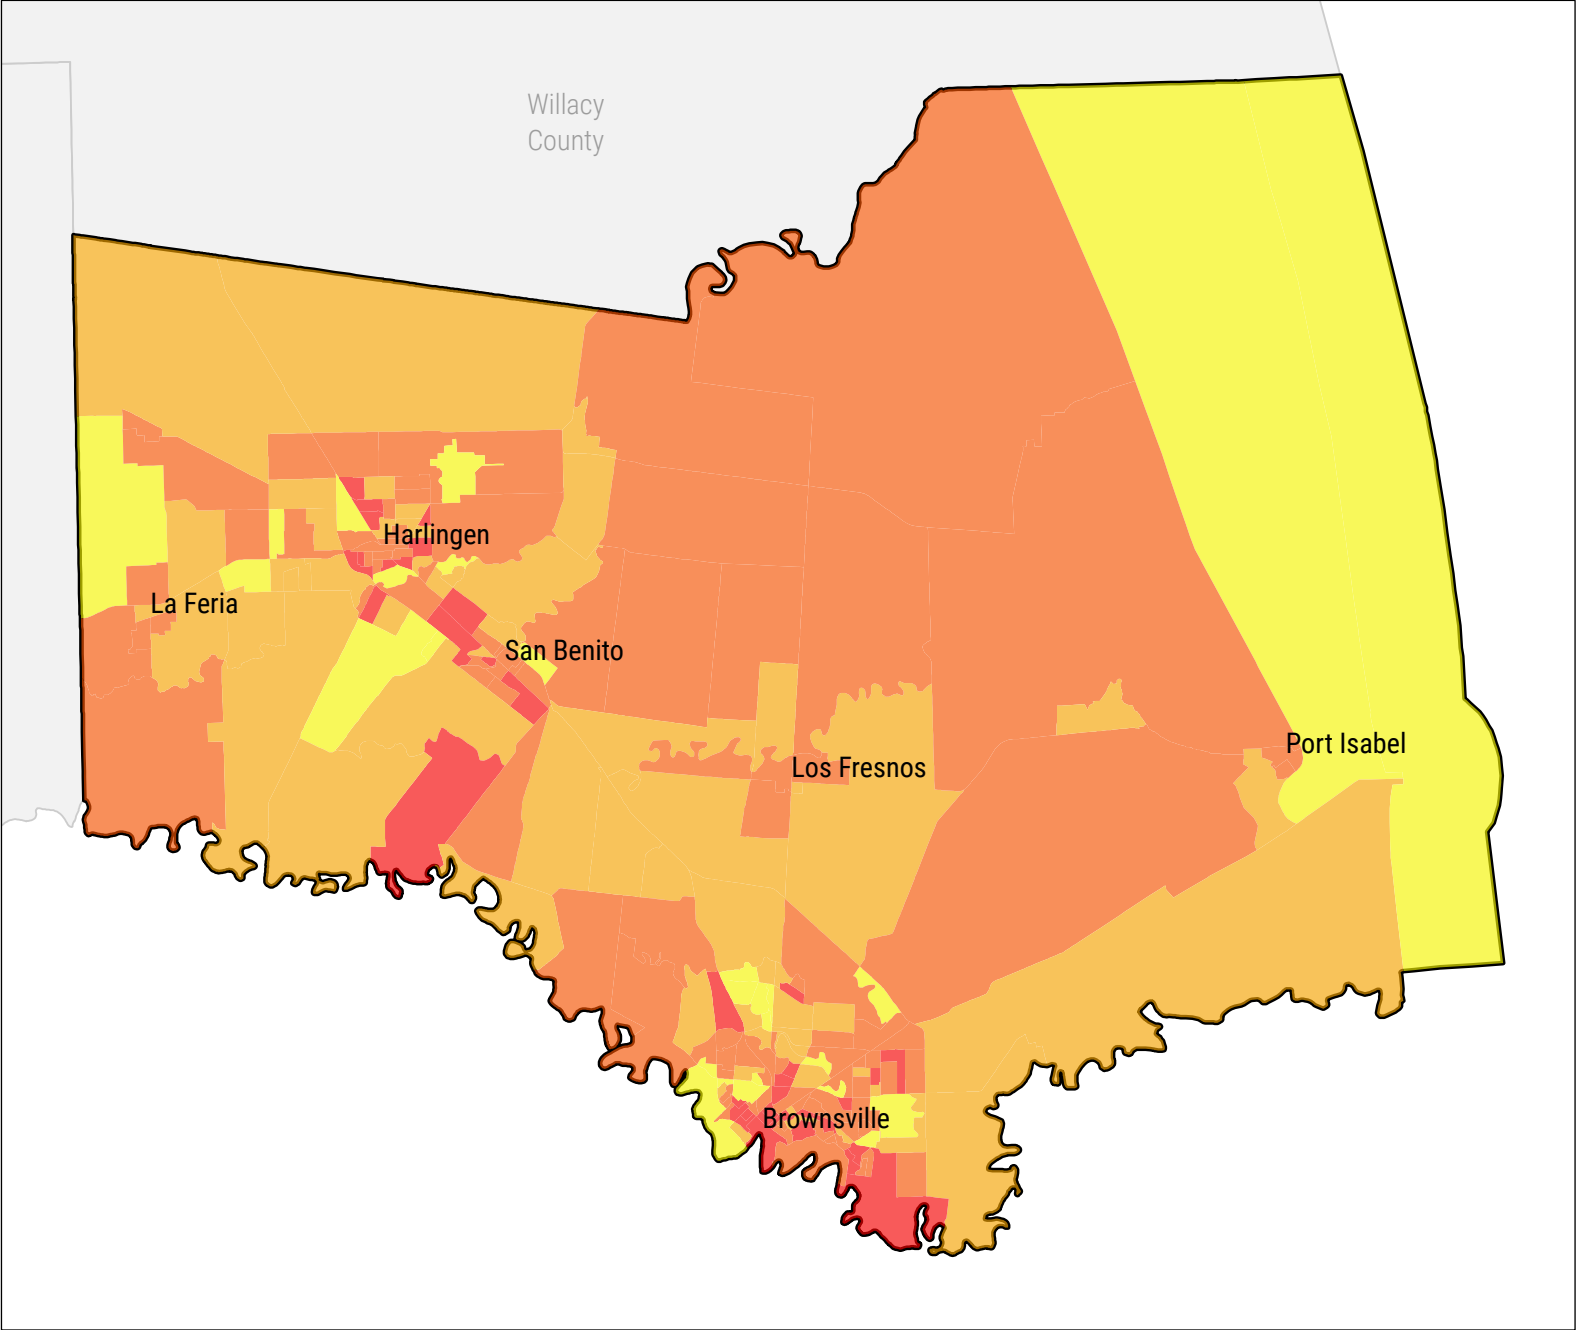 Willacy
County
Harlingen
La Feria
San Benito
Port Isabel
Los Fresnos
Brownsville